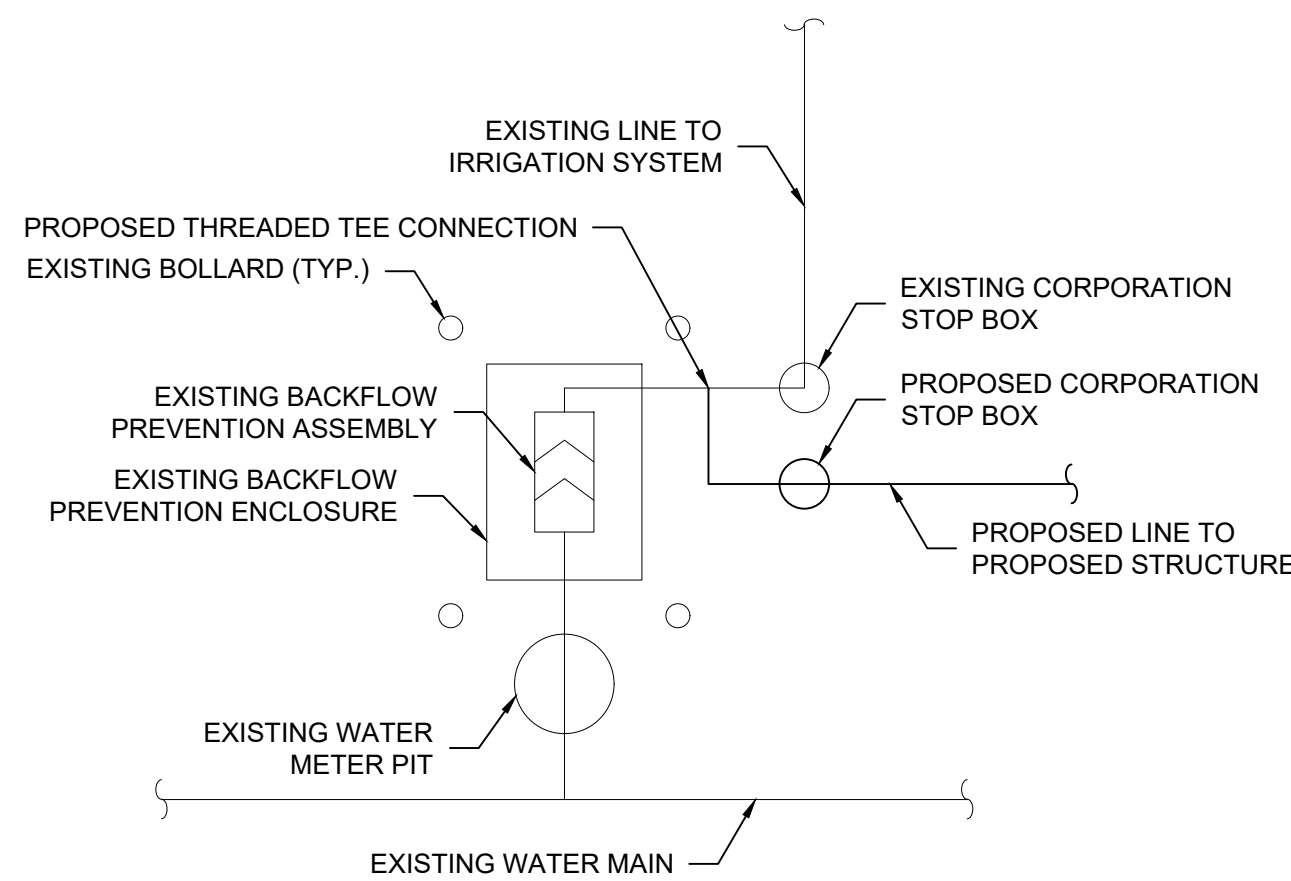 EXISTING LINE TO
IRRIGATION SYSTEM
PROPOSED THREADED TEE CONNECTION
EXISTING BOLLARD (TYP.)
EXISTING CORPORATION
STOP BOX
EXISTING BACKFLOW
PREVENTION ASSEMBLY
PROPOSED CORPORATION
STOP BOX
EXISTING BACKFLOW
PREVENTION ENCLOSURE
PROPOSED LINE TO
PROPOSED STRUCTURE
EXISTING WATER
METER PIT
EXISTING WATER MAIN